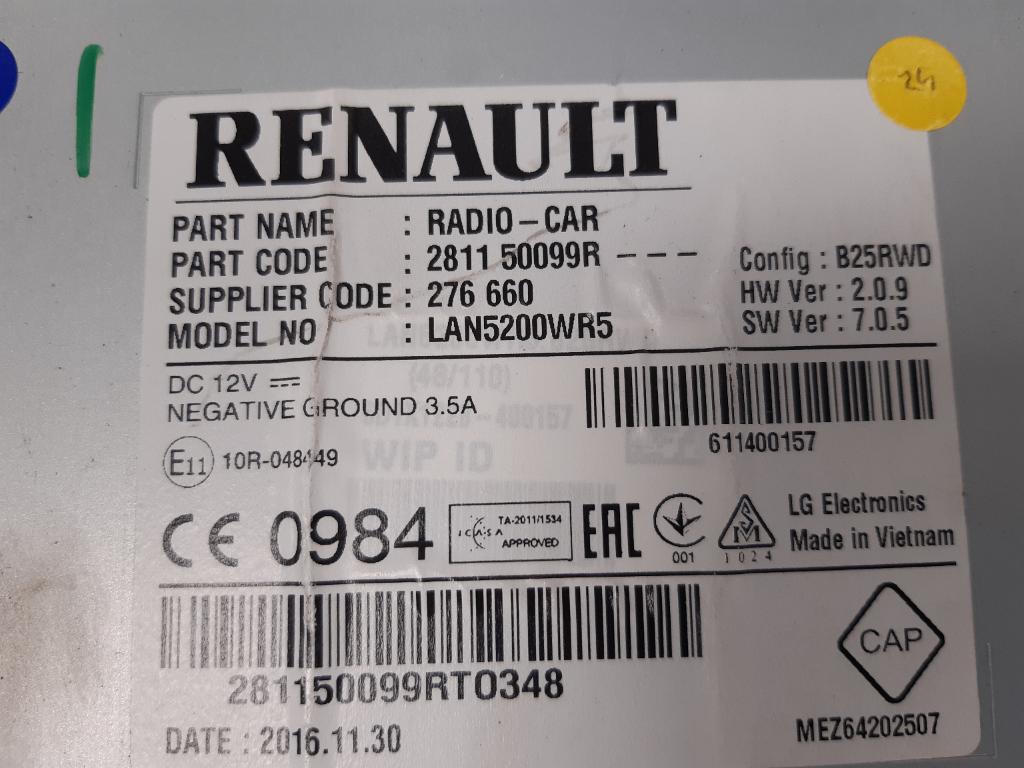 24
RENAULT
PART NAME : RADIO-CAR
PART CODE : 2811 50099R --- Config : B25RWD
SUPPLIER CODE : 276 660 HW Ver : 2.0.9
MODEL NO : LAN5200WR5 SW Ver : 7.0.5
DC 12V
NEGATIVE GROUND 3.5A
(48/110)
WIP ID
611400157
E11 10R-048449
CE 0984
ICASA TA-2011/1534 APPROVED
EAC
001
SM
1024
LG Electronics
Made in Vietnam
281150099RT0348
CAP
DATE : 2016.11.30
MEZ64202507